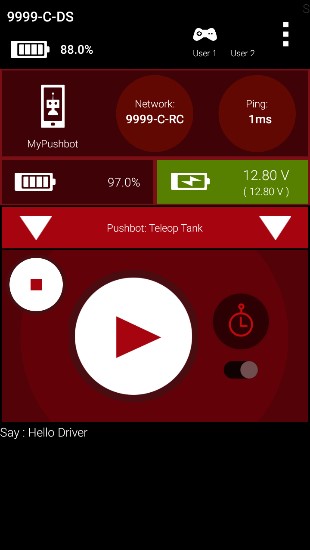 9999-C-DS
88.0%
User 1 User 2
MyPushbot
Network:
9999-C-RC
Ping:
1ms
97.0%
12.80 V
( 12.80 V )
Pushbot: Teleop Tank
Say : Hello Driver